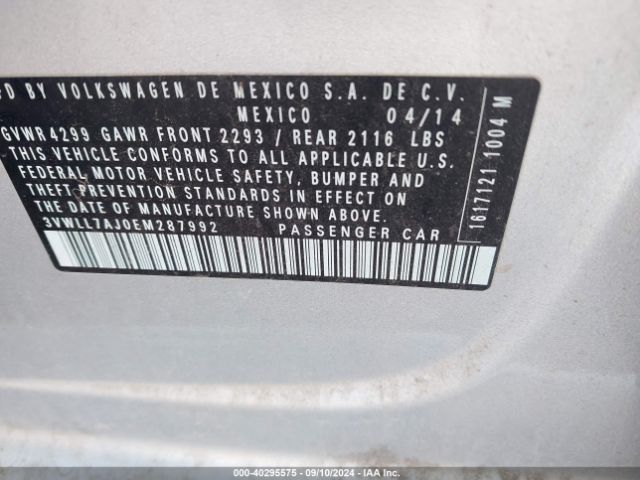 D BY VOLKSWAGEN DE MEXICO S.A. DE C.V.
MEXICO 04/14
GVWR 4299 GAWR FRONT 2293 / REAR 2116 LBS
THIS VEHICLE CONFORMS TO ALL APPLICABLE U.S.
FEDERAL MOTOR VEHICLE SAFETY, BUMPER AND
THEFT-PREVENTION STANDARDS IN EFFECT ON
THE DATE OF MANUFACTURE SHOWN ABOVE.
3VWLL7AJ0EM287992 PASSENGER CAR
1617121 1004 M
000-40295575 - 09/10/2024 - IAA Inc.